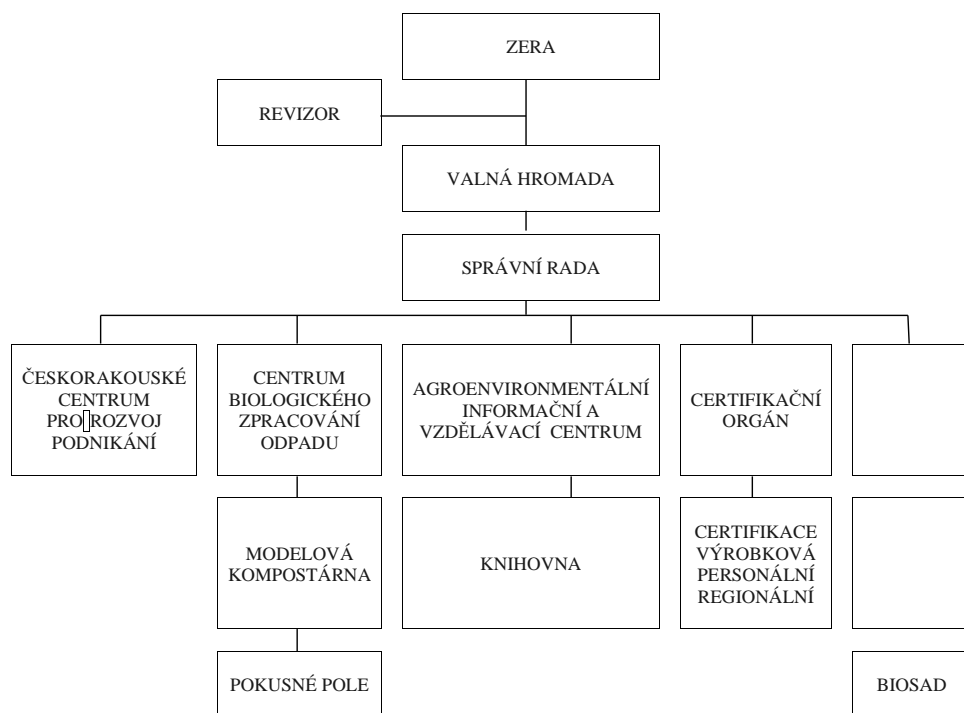 ZERA
REVIZOR
VALNÁ HROMADA
SPRÁVNÍ RADA
ČESKORAKOUSKÉ
CENTRUM
PRO ROZVOJ
PODNIKÁNÍ
CENTRUM
BIOLOGICKÉHO
ZPRACOVÁNÍ
ODPADU
AGROENVIRONMENTÁLNÍ
INFORMAČNÍ A
VZDĚLÁVACÍ CENTRUM
CERTIFIKAČNÍ
ORGÁN
MODELOVÁ
KOMPOSTÁRNA
KNIHOVNA
CERTIFIKACE
VÝROBKOVÁ
PERSONÁLNÍ
REGIONÁLNÍ
POKUSNÉ POLE
BIOSAD